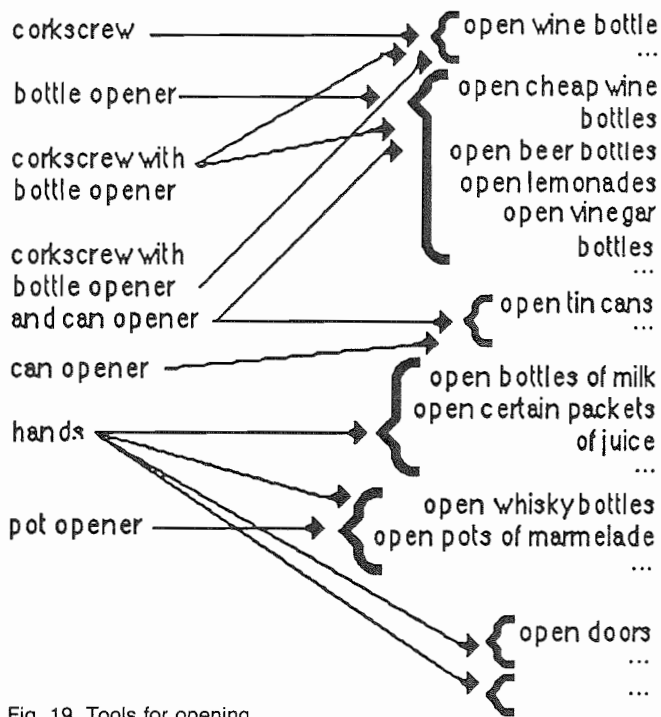 corkscrew
bottle opener
corkscrew with
bottle opener
corkscrew with
bottle opener
and can opener
can opener
hands
pot opener
open wine bottle
...
open cheap wine
bottles
open beer bottles
open lemonades
open vinegar
bottles
...
open tin cans
...
open bottles of milk
open certain packets
of juice
...
open whisky bottles
open pots of marmelade
...
open doors
...
...
Fig. 19 Tools for opening